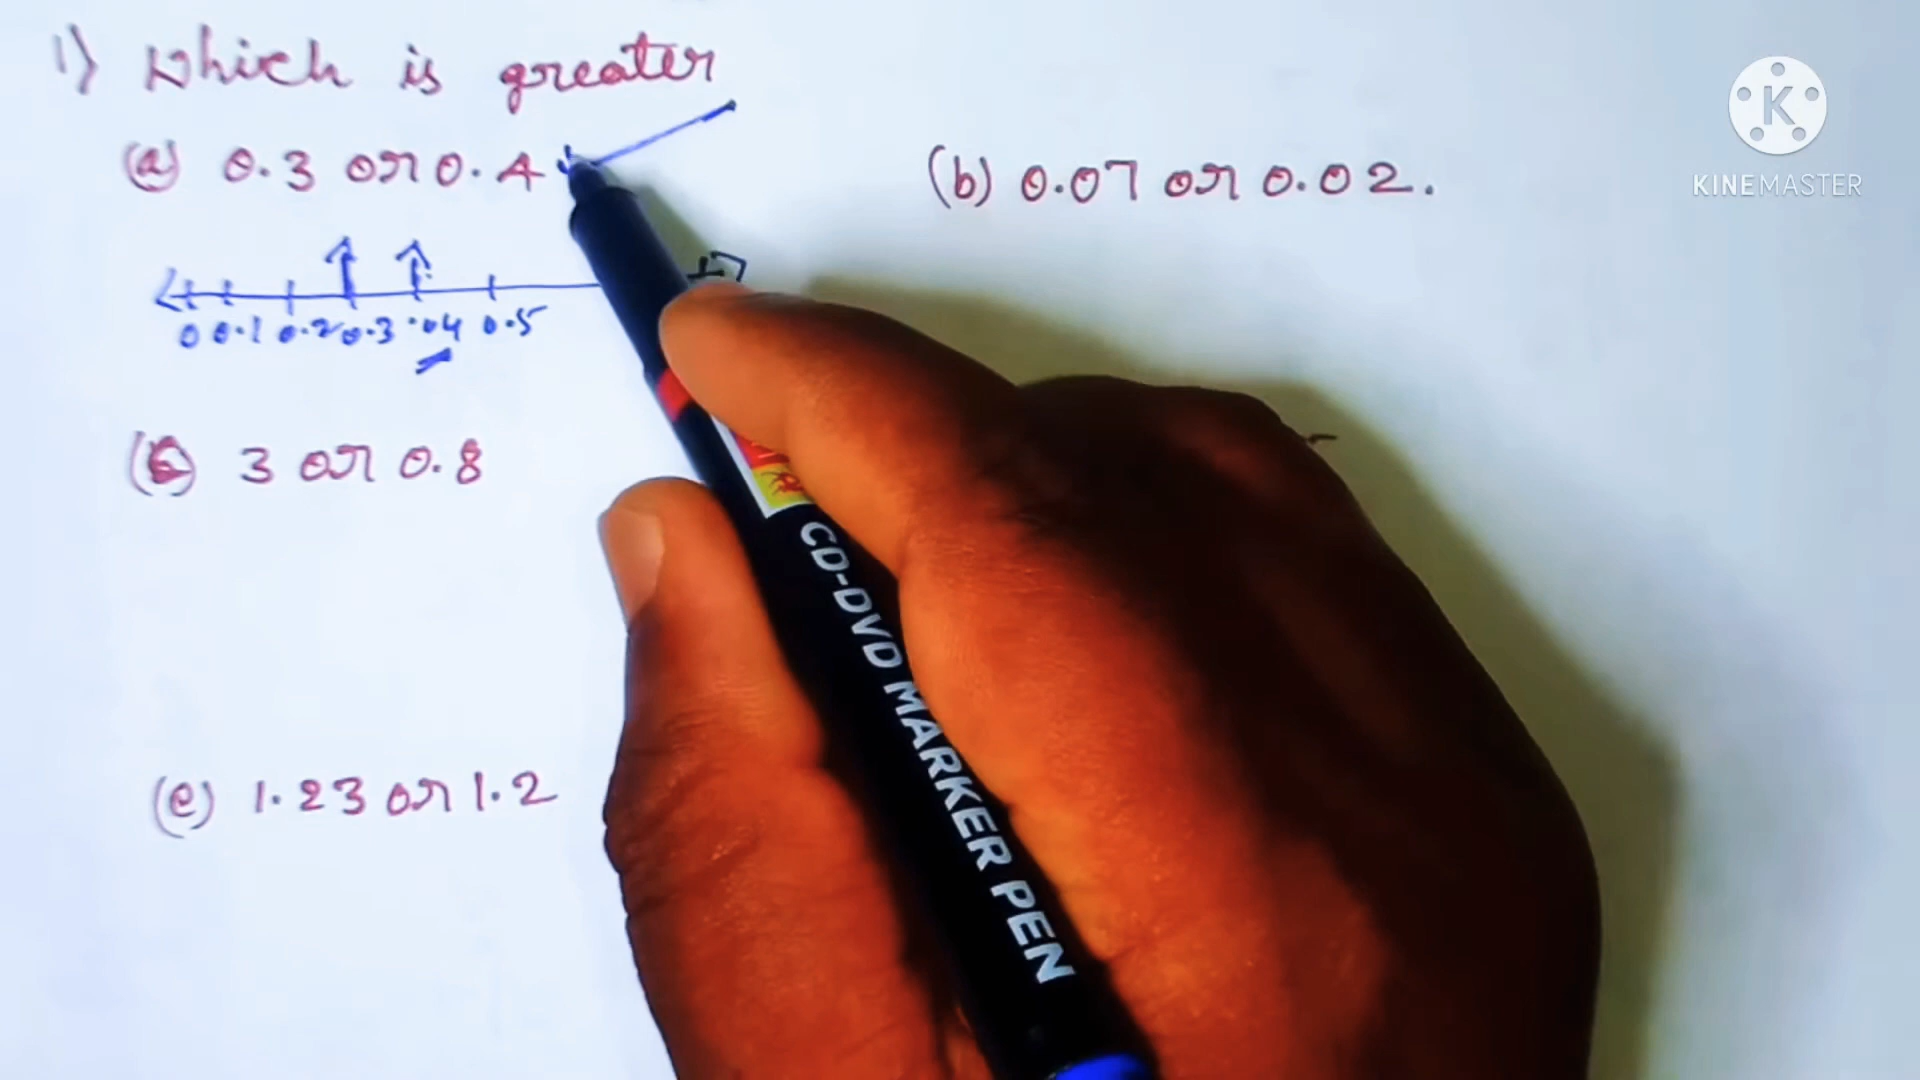 1) Which is greater
(a) 0.3 or 0.4
(b) 0.07 or 0.02.
0 0.1 0.2 0.3 .04 0.5
(c) 3 or 0.8
(e) 1.23 or 1.2
CD-DVD MARKER PEN
K
KINEMASTER